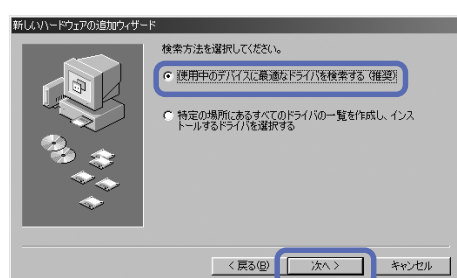 新しいハードウェアの追加ウィザード
検索方法を選択してください。
使用中のデバイスに最適なドライバを検索する (推奨)
特定の場所にあるすべてのドライバの一覧を作成し、インス
トールするドライバを選択する
< 戻る(B)
次へ >
キャンセル